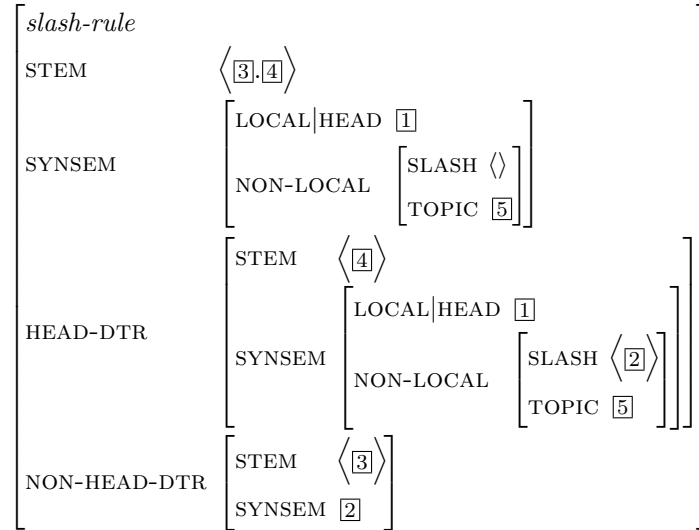 slash-rule
STEM ⟨3.4⟩
SYNSEM LOCAL|HEAD 1
NON-LOCAL SLASH ⟨⟩
TOPIC 5
HEAD-DTR STEM ⟨4⟩
SYNSEM LOCAL|HEAD 1
NON-LOCAL SLASH ⟨2⟩
TOPIC 5
NON-HEAD-DTR STEM ⟨3⟩
SYNSEM 2